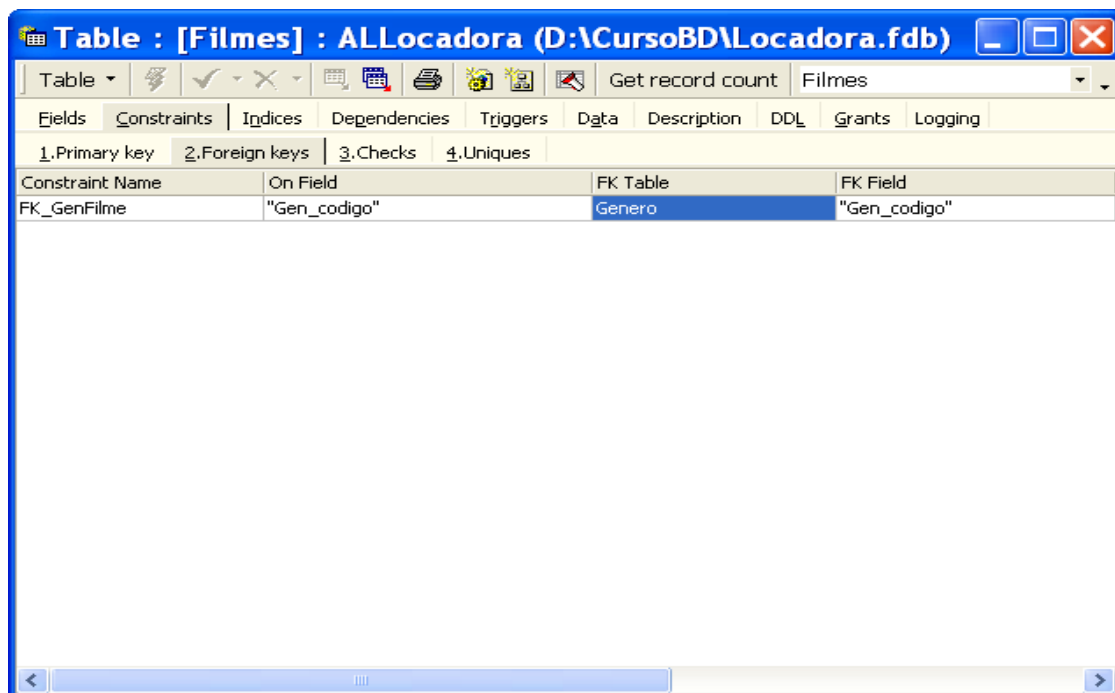 Table : [Filmes] : ALLocadora (D:\CursoBD\Locadora.fdb)
Table Get record count Filmes
Fields Constraints Indices Dependencies Triggers Data Description DDL Grants Logging
1.Primary key 2.Foreign keys 3.Checks 4.Uniques
Constraint Name On Field FK Table FK Field
FK_GenFilme "Gen_codigo" Genero "Gen_codigo"